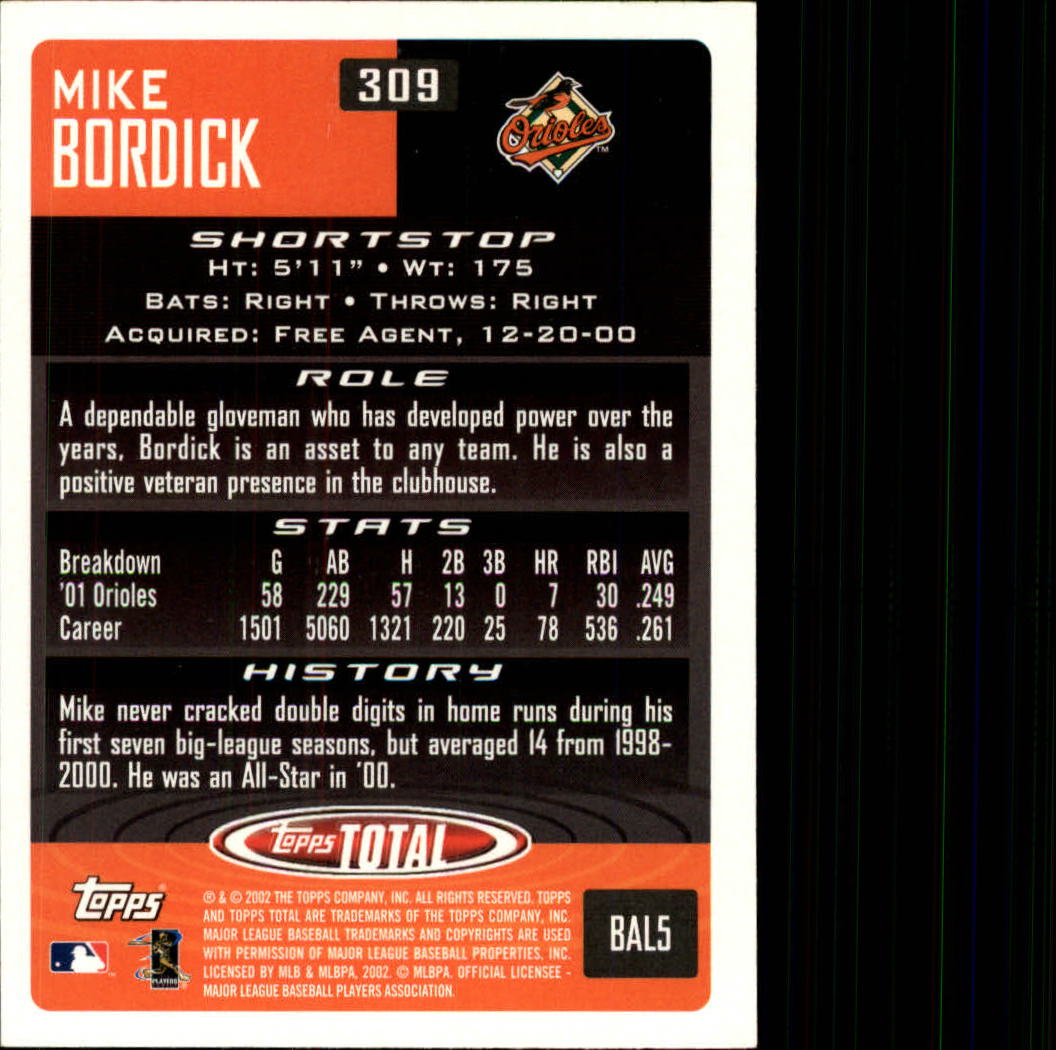 MIKE
BORDICK
309
Orioles
TM
SHORTSTOP
HT: 5'11" • WT: 175
BATS: RIGHT • THROWS: RIGHT
ACQUIRED: FREE AGENT, 12-20-00
ROLE
A dependable gloveman who has developed power over the
years, Bordick is an asset to any team. He is also a
positive veteran presence in the clubhouse.
STATS
Breakdown G AB H 2B 3B HR RBI AVG
'01 Orioles 58 229 57 13 0 7 30 .249
Career 1501 5060 1321 220 25 78 536 .261
HISTORY
Mike never cracked double digits in home runs during his
first seven big-league seasons, but averaged 14 from 1998-
2000. He was an All-Star in '00.
topps TOTAL
topps
® & © 2002 THE TOPPS COMPANY, INC. ALL RIGHTS RESERVED. TOPPS
AND TOPPS TOTAL ARE TRADEMARKS OF THE TOPPS COMPANY, INC.
MAJOR LEAGUE BASEBALL TRADEMARKS AND COPYRIGHTS ARE USED
WITH PERMISSION OF MAJOR LEAGUE BASEBALL PROPERTIES, INC.
LICENSED BY MLB & MLBPA, 2002. © MLBPA. OFFICIAL LICENSEE -
MAJOR LEAGUE BASEBALL PLAYERS ASSOCIATION.
PLAYERS
BAL5